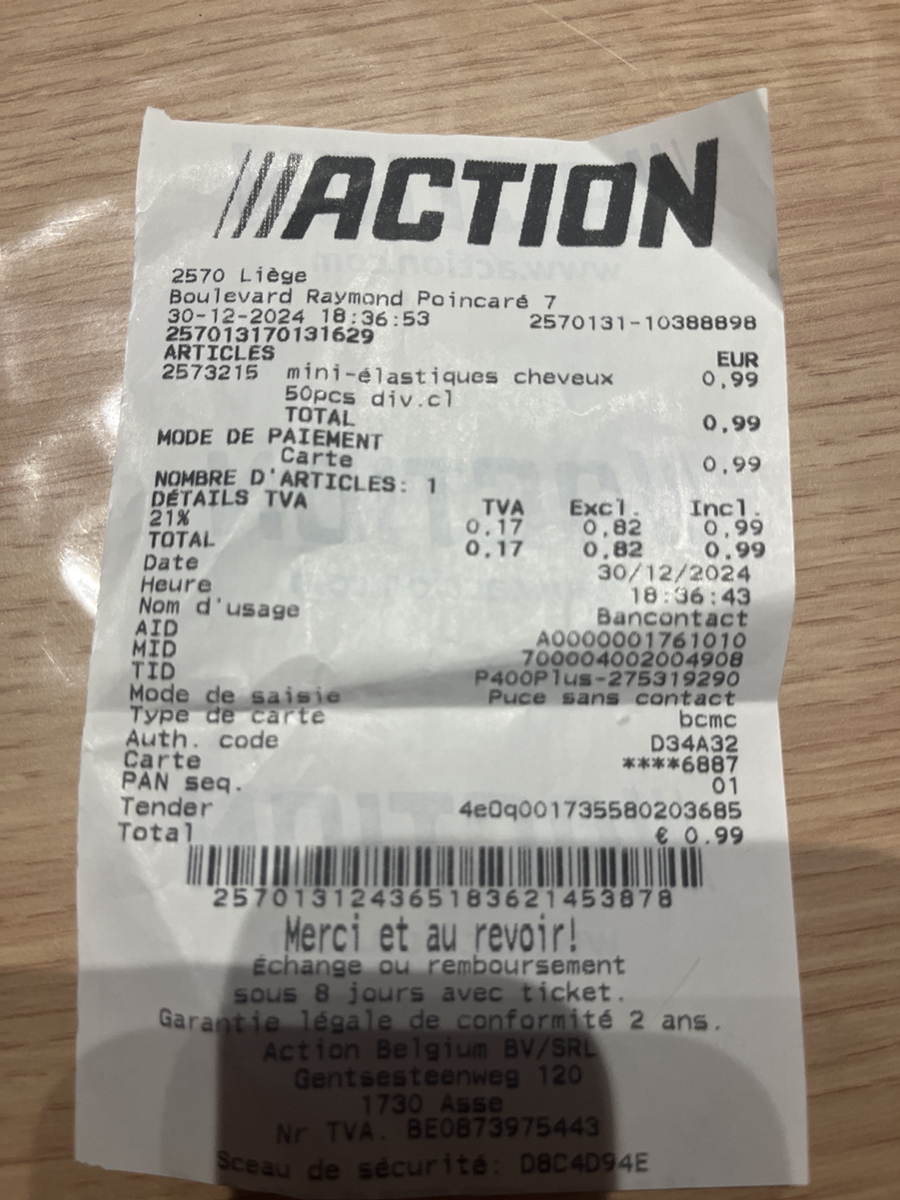 ACTION
2570 Liège
Boulevard Raymond Poincaré 7
30-12-2024 18:36:53 2570131-10388898
257013170131629
ARTICLES EUR
2573215 mini-élastiques cheveux 0,99
50pcs div.cl
TOTAL 0,99
MODE DE PAIEMENT
Carte 0,99
NOMBRE D'ARTICLES: 1
DÉTAILS TVA TVA Excl. Incl.
21% 0,17 0,82 0,99
TOTAL 0,17 0,82 0,99
Date 30/12/2024
Heure 18:36:43
Nom d'usage Bancontact
AID A0000001761010
MID 700004002004908
TID P400Plus-275319290
Mode de saisie Puce sans contact
Type de carte bcmc
Auth. code D34A32
Carte ****6887
PAN seq. 01
Tender 4e0q001735580203685
Total € 0.99
257013124365183621453878
Merci et au revoir!
Échange ou remboursement
sous 8 jours avec ticket.
Garantie légale de conformité 2 ans.
Action Belgium BV/SRL
Gentsesteenweg 120
1730 Asse
Nr TVA. BE0873975443
Sceau de sécurité: D8C4D94E